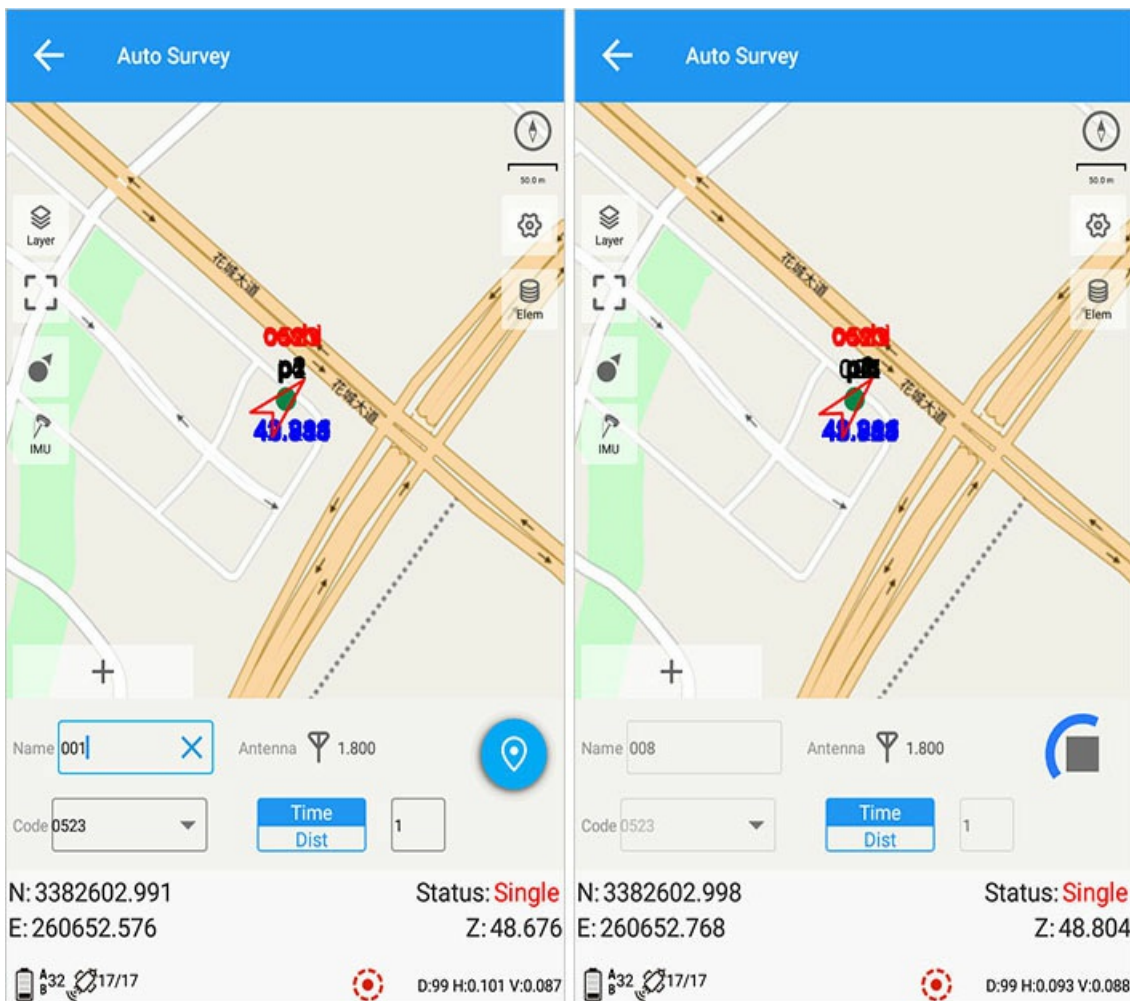 Auto Survey
50.0 m
Layer
花城大道
Elem
花城大道
IMU
Name 001
Antenna 1.800
Code 0523
Time
Dist
1
N: 3382602.991
Status: Single
E: 260652.576
Z: 48.676
A 32
B
17/17
D:99 H:0.101 V:0.087
Auto Survey
50.0 m
Layer
花城大道
Elem
花城大道
IMU
Name 008
Antenna 1.800
Code 0523
Time
Dist
1
N: 3382602.998
Status: Single
E: 260652.768
Z: 48.804
A 32
B
17/17
D:99 H:0.093 V:0.088